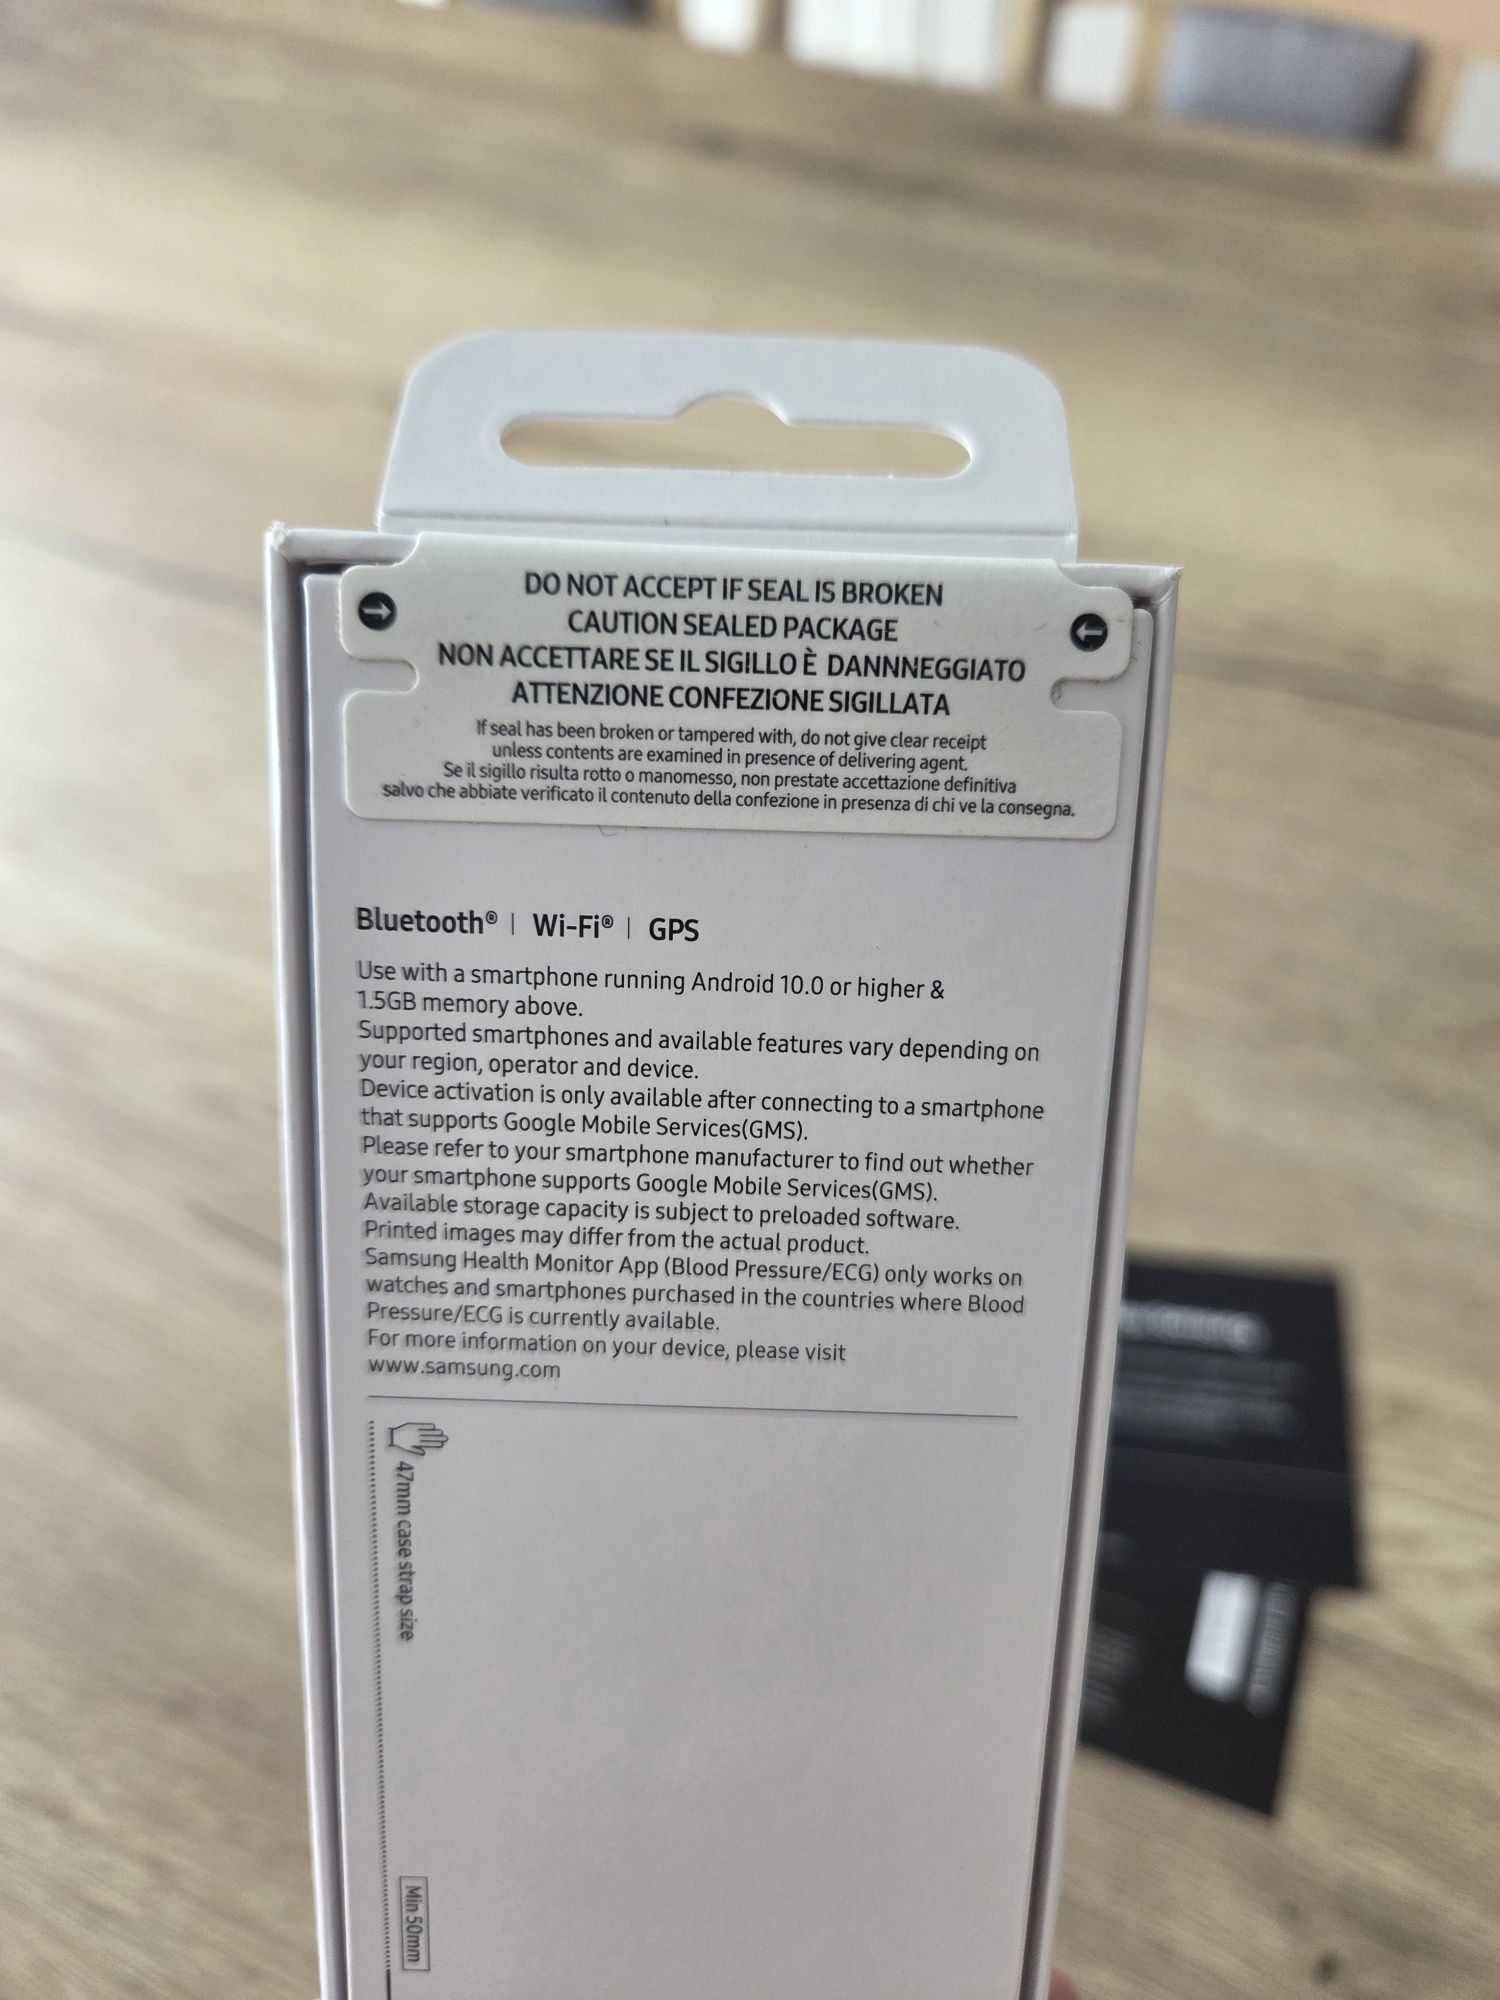 DO NOT ACCEPT IF SEAL IS BROKEN
CAUTION SEALED PACKAGE
NON ACCETTARE SE IL SIGILLO È DANNNEGGIATO
ATTENZIONE CONFEZIONE SIGILLATA
If seal has been broken or tampered with, do not give clear receipt
unless contents are examined in presence of delivering agent.
Se il sigillo risulta rotto o manomesso, non prestate accettazione definitiva
salvo che abbiate verificato il contenuto della confezione in presenza di chi ve la consegna.
Bluetooth® | Wi-Fi® | GPS
Use with a smartphone running Android 10.0 or higher &
1.5GB memory above.
Supported smartphones and available features vary depending on
your region, operator and device.
Device activation is only available after connecting to a smartphone
that supports Google Mobile Services(GMS).
Please refer to your smartphone manufacturer to find out whether
your smartphone supports Google Mobile Services(GMS).
Available storage capacity is subject to preloaded software.
Printed images may differ from the actual product.
Samsung Health Monitor App (Blood Pressure/ECG) only works on
watches and smartphones purchased in the countries where Blood
Pressure/ECG is currently available.
For more information on your device, please visit
www.samsung.com
47mm case strap size
Min 50mm